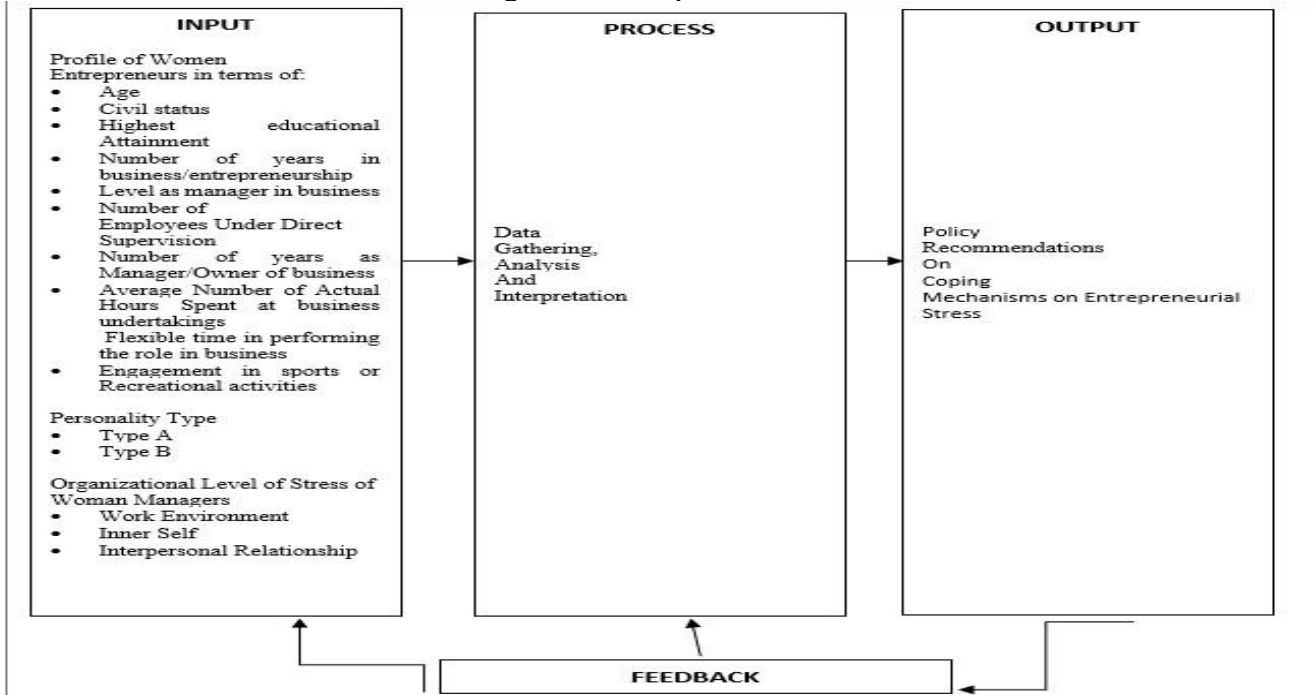 INPUT
Profile of Women
Entrepreneurs in terms of:
• Age
• Civil status
• Highest educational
Attainment
• Number of years in
business/entrepreneurship
• Level as manager in business
• Number of
Employees Under Direct
Supervision
• Number of years as
Manager/Owner of business
• Average Number of Actual
Hours Spent at business
undertakings
Flexible time in performing
the role in business
• Engagement in sports or
Recreational activities
Personality Type
• Type A
• Type B
Organizational Level of Stress of
Woman Managers
• Work Environment
• Inner Self
• Interpersonal Relationship
PROCESS
Data
Gathering,
Analysis
And
Interpretation
OUTPUT
Policy
Recommendations
On
Coping
Mechanisms on Entrepreneurial
Stress
FEEDBACK